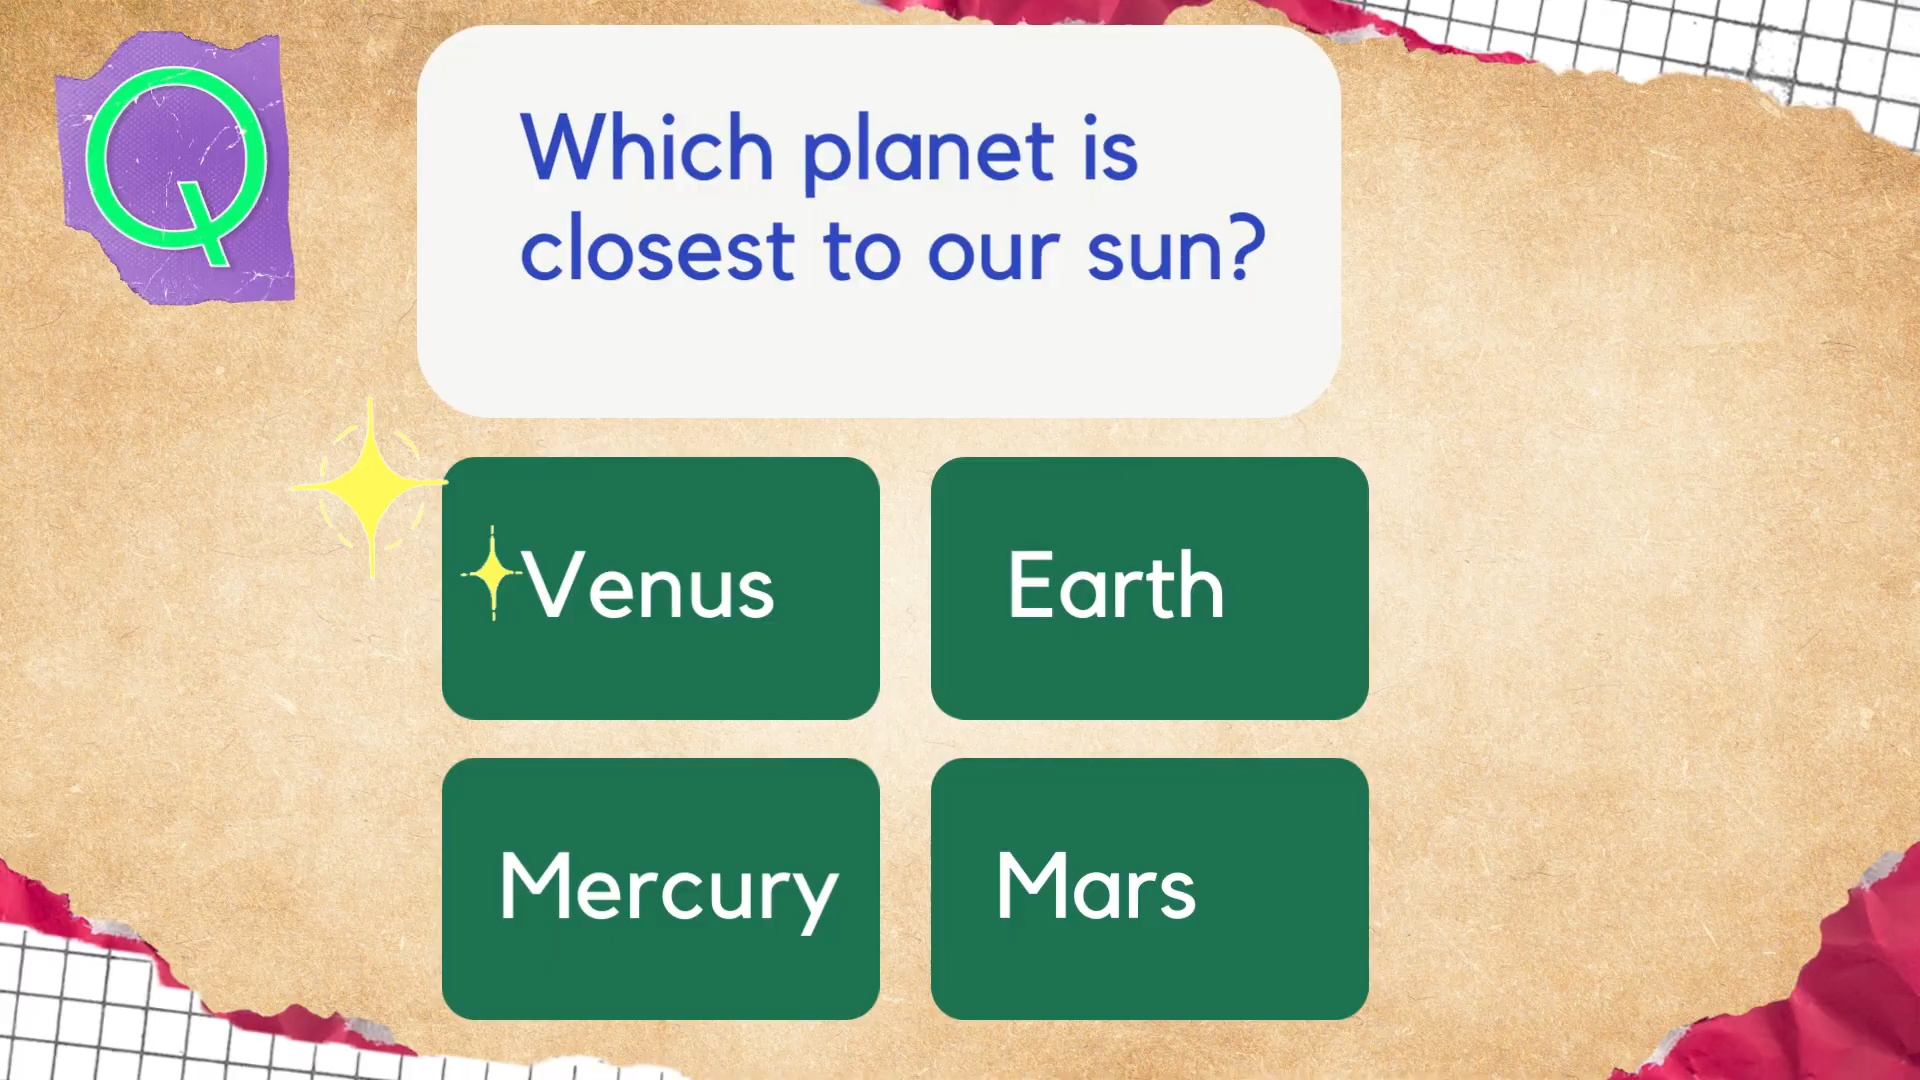 Q
Which planet is
closest to our sun?
Venus
Earth
Mercury
Mars